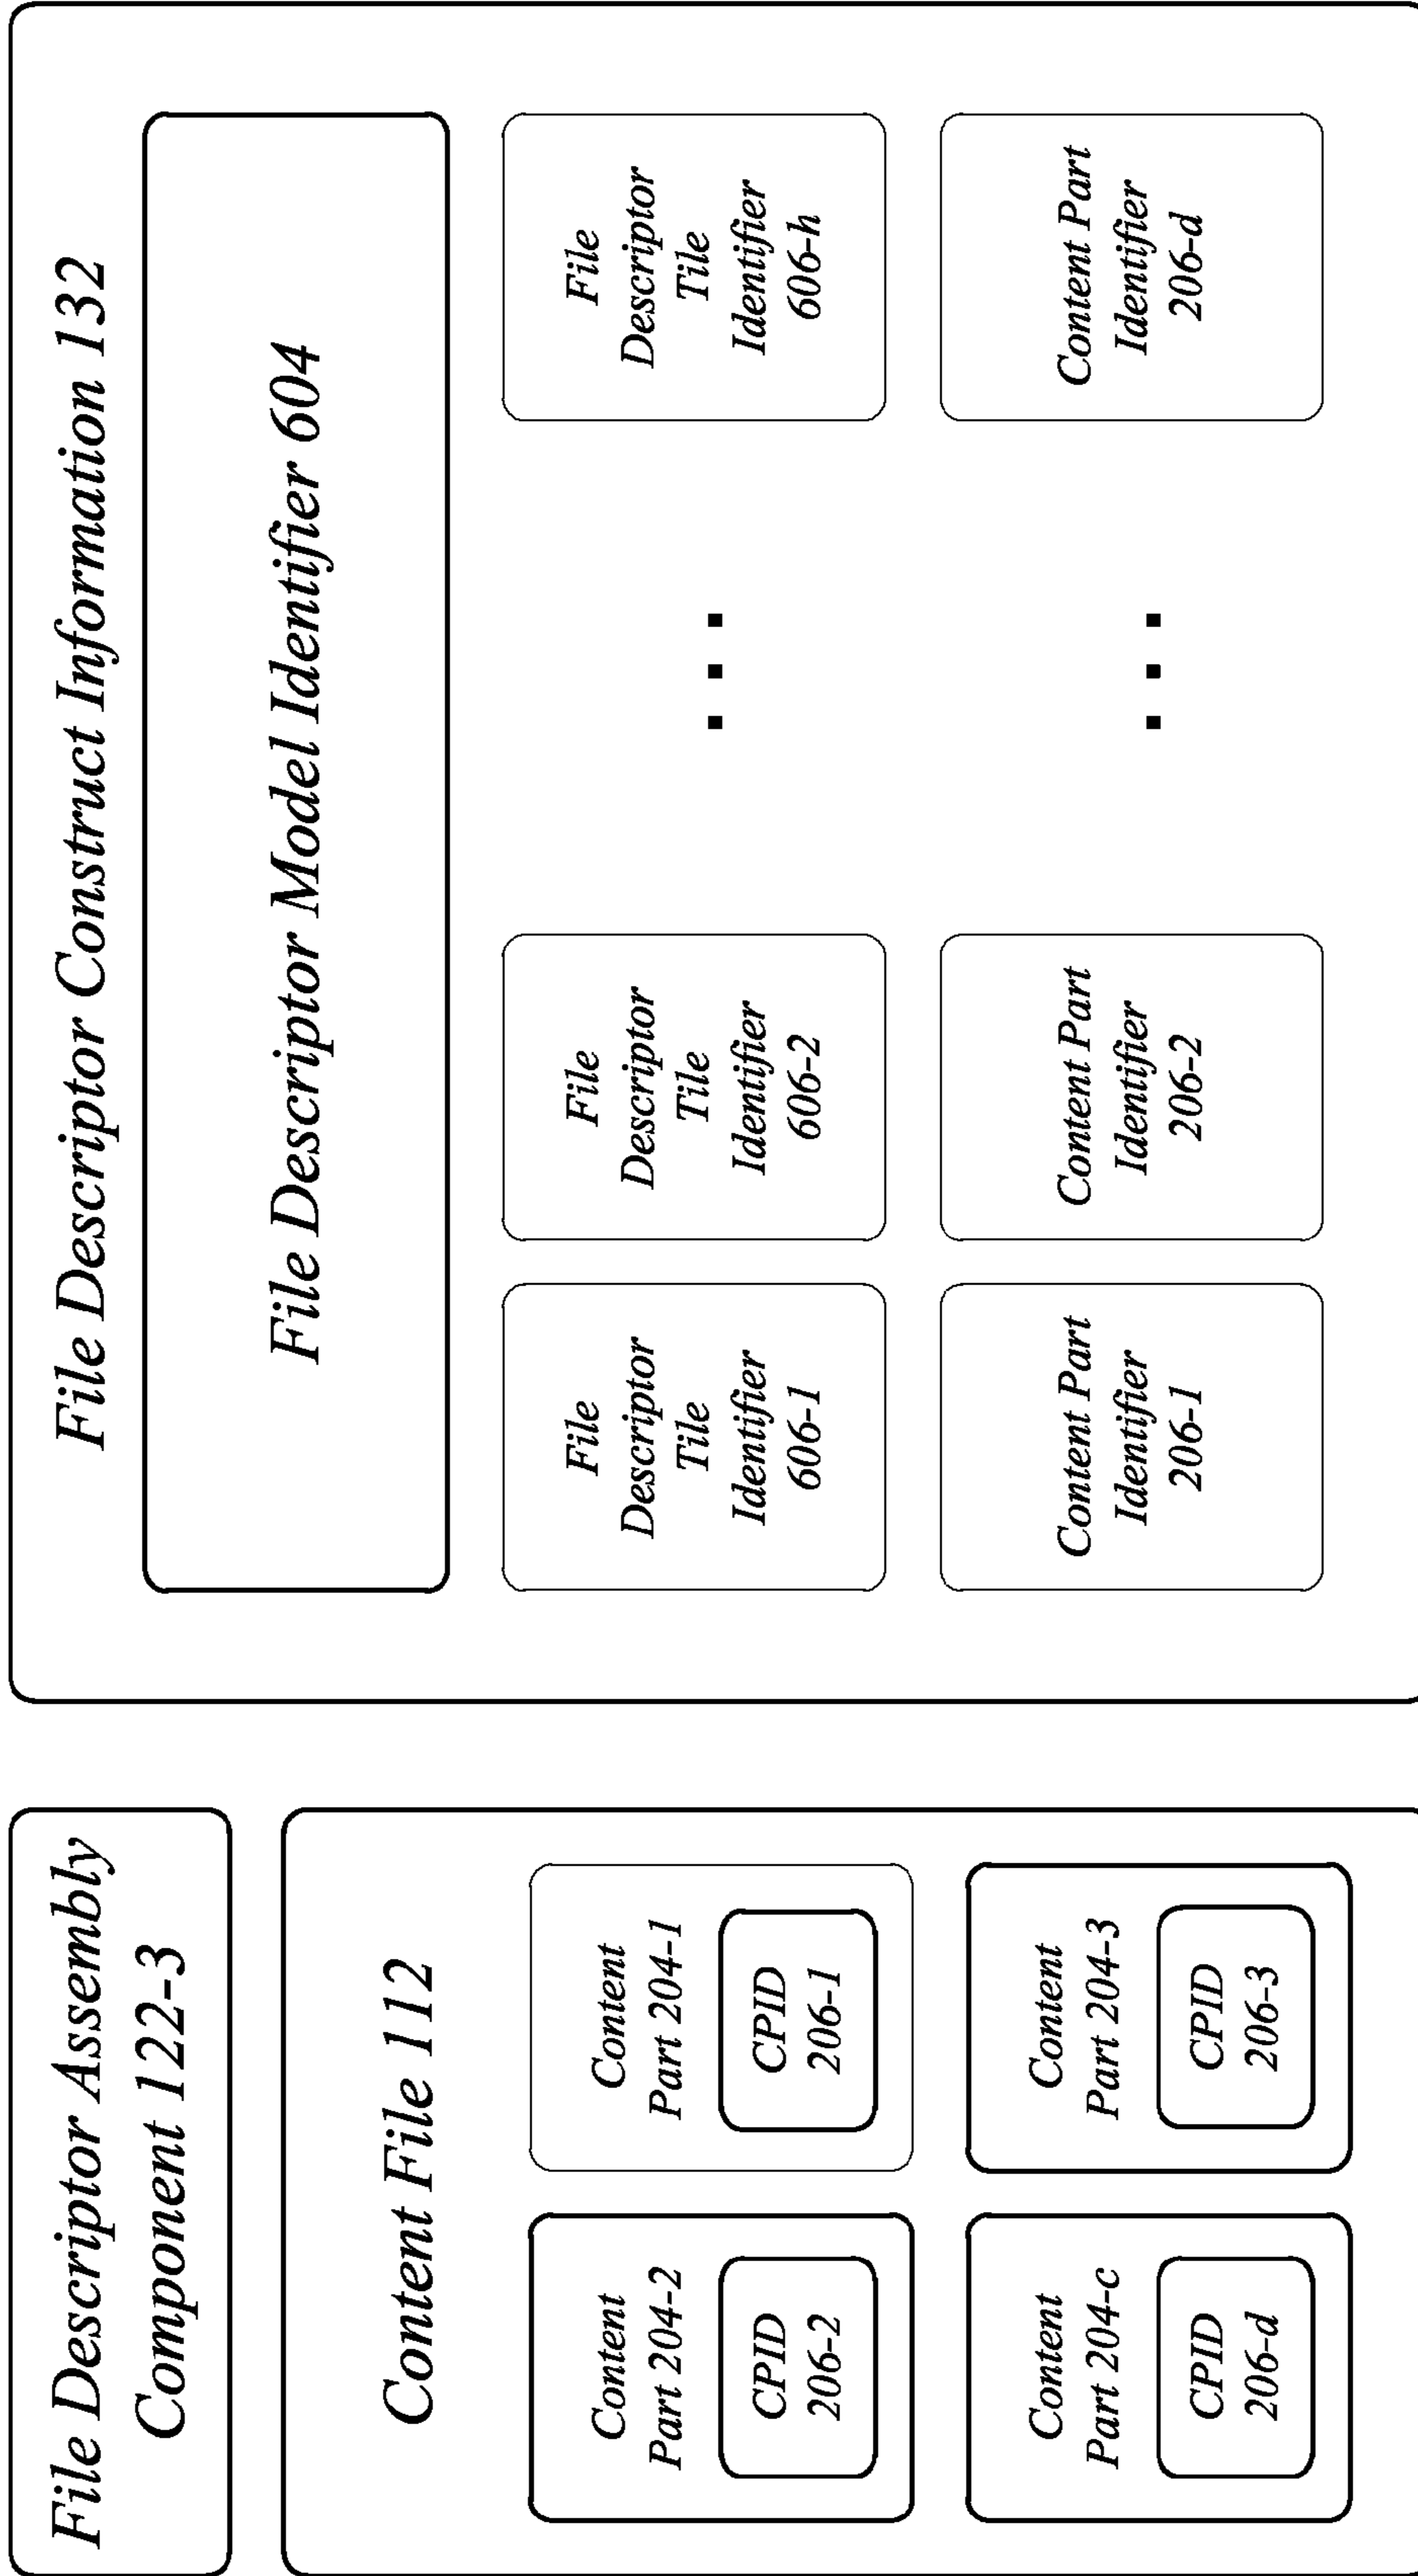 File Descriptor Assembly
Component 122-3
Content File 112
Content
Part 204-2
CPID
206-2
Content
Part 204-1
CPID
206-1
Content
Part 204-c
CPID
206-d
Content
Part 204-3
CPID
206-3
File Descriptor Construct Information 132
File Descriptor Model Identifier 604
File
Descriptor
Tile
Identifier
606-1
File
Descriptor
Tile
Identifier
606-2
...
File
Descriptor
Tile
Identifier
606-h
Content Part
Identifier
206-1
Content Part
Identifier
206-2
...
Content Part
Identifier
206-d